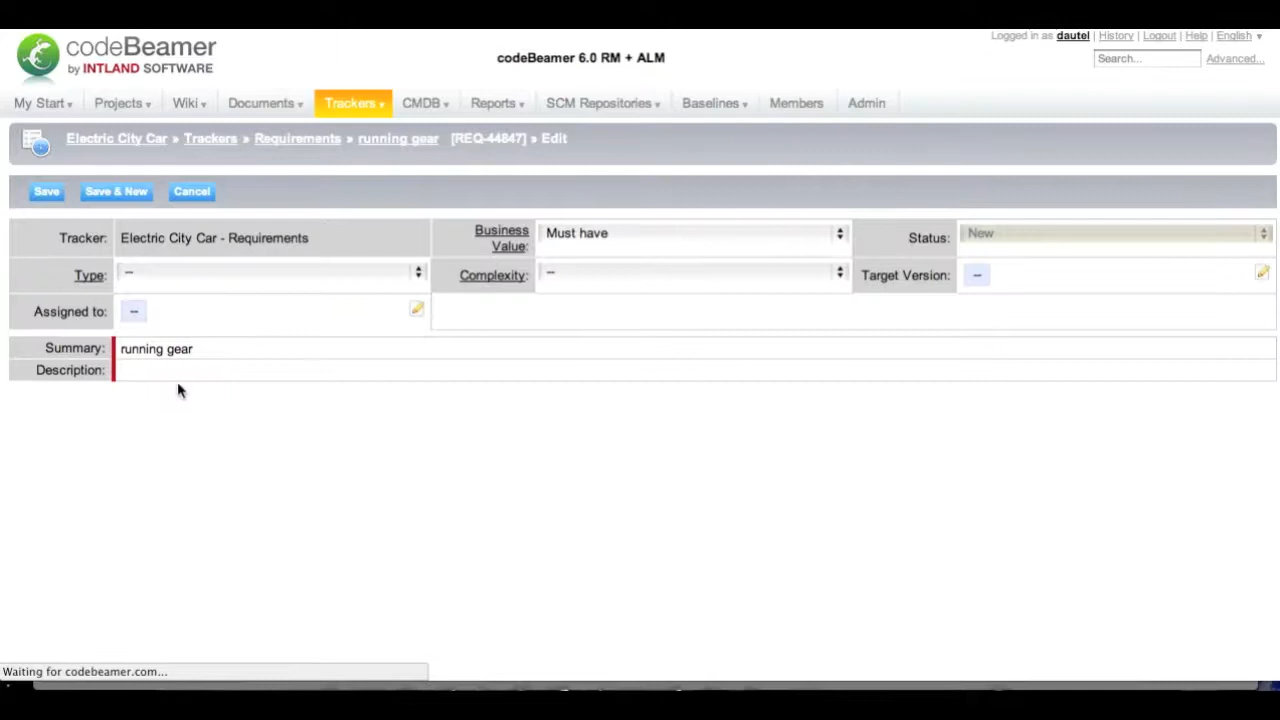 Logged in as dautel | History | Logout | Help | English
codeBeamer
by INTLAND SOFTWARE
codeBeamer 6.0 RM + ALM
Search...
Advanced...
My Start Projects Wiki Documents Trackers CMDB Reports SCM Repositories Baselines Members Admin
Electric City Car » Trackers » Requirements » running gear [REQ-44847] » Edit
Save Save & New Cancel
Tracker: Electric City Car - Requirements
Business Value: Must have
Status: New
Type: --
Complexity: --
Target Version: --
Assigned to: --
Summary: running gear
Description:
Waiting for codebeamer.com...